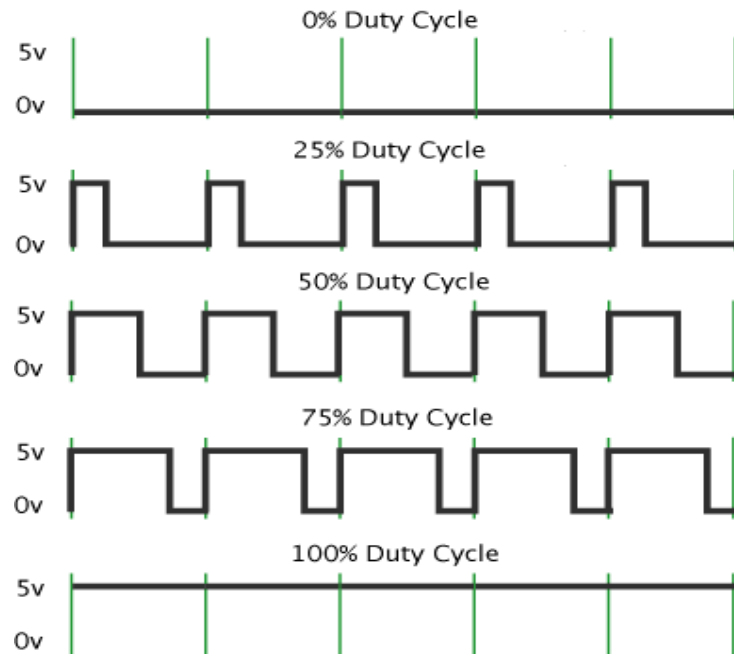 0% Duty Cycle
5v
0v
25% Duty Cycle
5v
0v
50% Duty Cycle
5v
0v
75% Duty Cycle
5v
0v
100% Duty Cycle
5v
0v